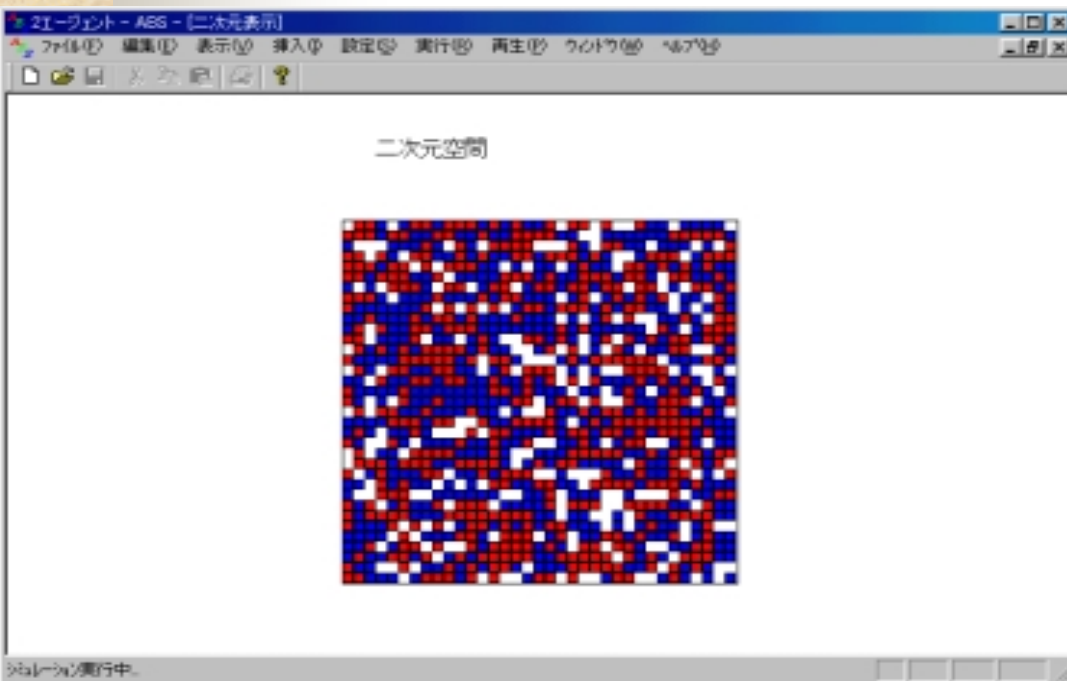 2エージェント - ABS - [二次元表示]
ファイル(F) 編集(E) 表示(V) 挿入(I) 設定(S) 実行(R) 再生(P) ウィンドウ(W) ヘルプ(H)
二次元空間
シミュレーション実行中...